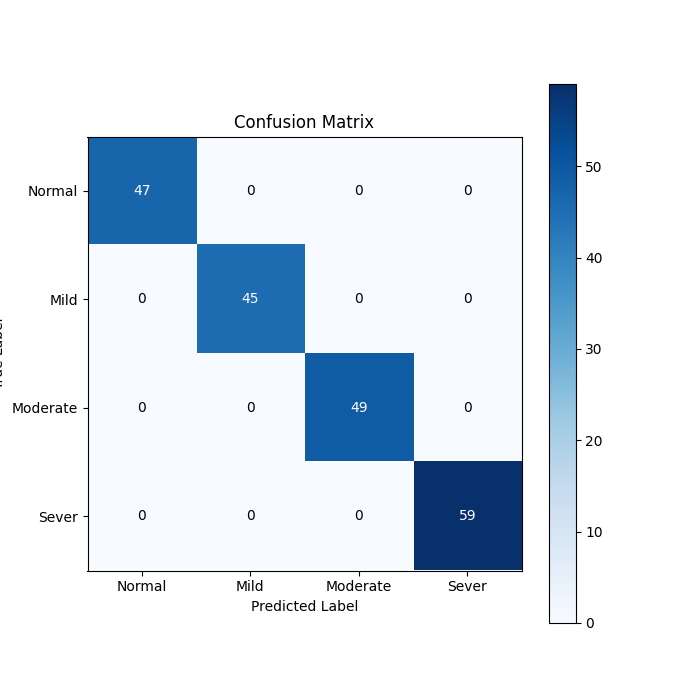 Confusion Matrix
Normal 47 0 0 0
Mild 0 45 0 0
Moderate 0 0 49 0
Sever 0 0 0 59
Normal Mild Moderate Sever
Predicted Label
50
40
30
20
10
0